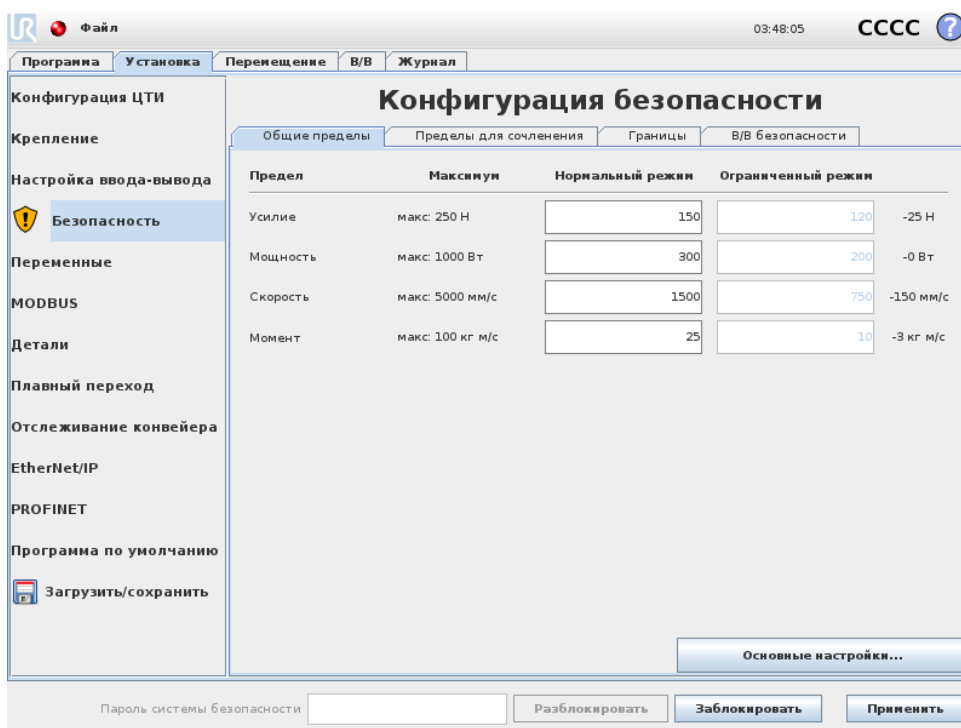 UR Файл 03:48:05 CCCC ?
Программа Установка Перемещение В/В Журнал
Конфигурация ЦТИ
Крепление
Настройка ввода-вывода
Безопасность
Переменные
MODBUS
Детали
Плавный переход
Отслеживание конвейера
EtherNet/IP
PROFINET
Программа по умолчанию
Загрузить/сохранить
Конфигурация безопасности
Общие пределы Пределы для сочленения Границы В/В безопасности
Предел Максимум Нормальный режим Ограниченный режим
Усилие макс: 250 Н 150 120 -25 Н
Мощность макс: 1000 Вт 300 200 -0 Вт
Скорость макс: 5000 мм/с 1500 750 -150 мм/с
Момент макс: 100 кг м/с 25 10 -3 кг м/с
Основные настройки...
Пароль системы безопасности Разблокировать Заблокировать Применить